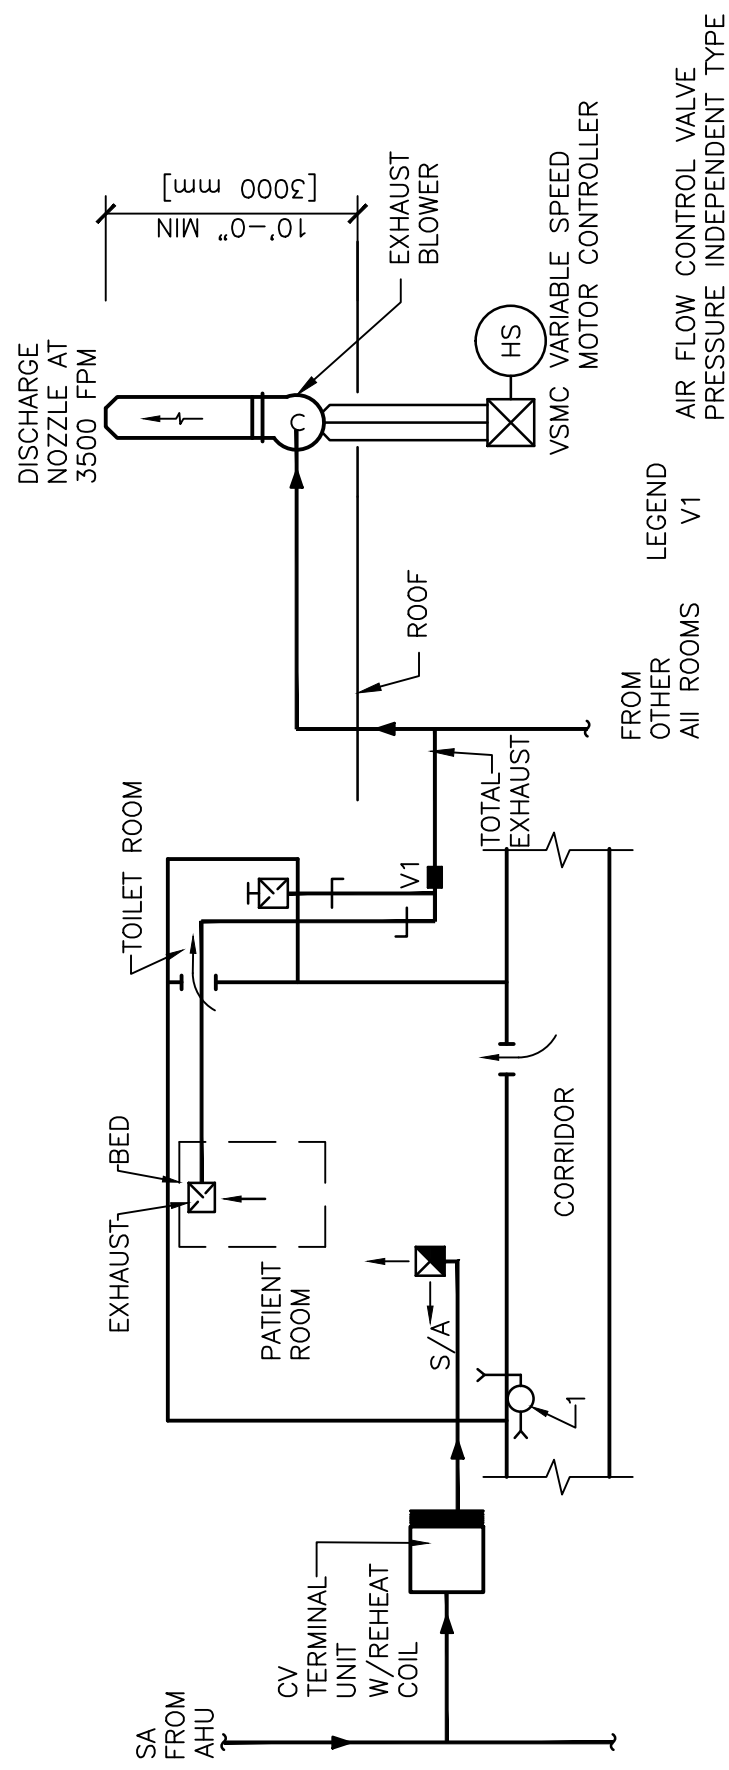 SA
FROM
AHU
CV
TERMINAL
UNIT
W/REHEAT
COIL
EXHAUST
BED
PATIENT
ROOM
S/A
1
CORRIDOR
TOILET ROOM
V1
TOTAL
EXHAUST
ROOF
FROM
OTHER
AII ROOMS
DISCHARGE
NOZZLE AT
3500 FPM
C
10'-0" MIN
[3000 mm]
EXHAUST
BLOWER
HS
VSMC VARIABLE SPEED
MOTOR CONTROLLER
LEGEND
V1
AIR FLOW CONTROL VALVE
PRESSURE INDEPENDENT TYPE